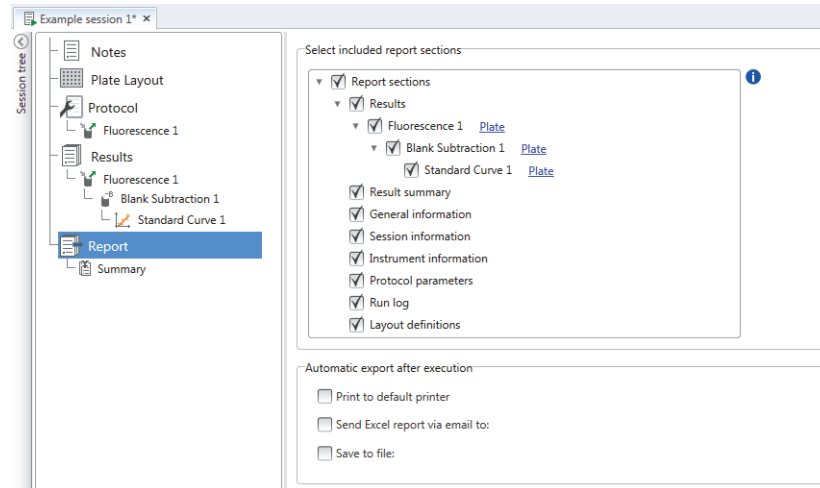 Example session 1* ×
Session tree
Notes
Plate Layout
Protocol
Fluorescence 1
Results
Fluorescence 1
Blank Subtraction 1
Standard Curve 1
Report
Summary
Select included report sections
Report sections
Results
Fluorescence 1 Plate
Blank Subtraction 1 Plate
Standard Curve 1 Plate
Result summary
General information
Session information
Instrument information
Protocol parameters
Run log
Layout definitions
Automatic export after execution
Print to default printer
Send Excel report via email to:
Save to file: